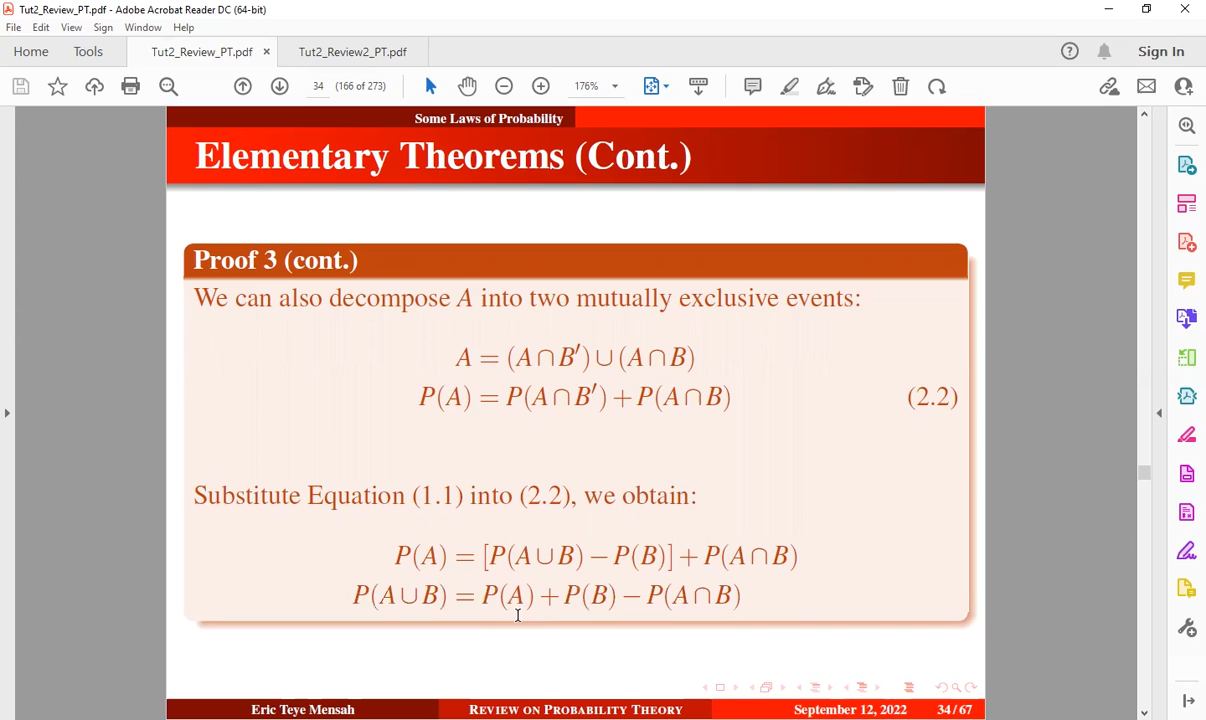 Tut2_Review_PT.pdf - Adobe Acrobat Reader DC (64-bit)
File Edit View Sign Window Help
Home Tools Tut2_Review_PT.pdf × Tut2_Review2_PT.pdf Sign In
34 (166 of 273) 176%
Some Laws of Probability
Elementary Theorems (Cont.)
Proof 3 (cont.)
We can also decompose A into two mutually exclusive events:
A = (A ∩ B′) ∪ (A ∩ B)
P(A) = P(A ∩ B′) + P(A ∩ B) (2.2)
Substitute Equation (1.1) into (2.2), we obtain:
P(A) = [P(A ∪ B) − P(B)] + P(A ∩ B)
P(A ∪ B) = P(A) + P(B) − P(A ∩ B)
Eric Teye Mensah REVIEW ON PROBABILITY THEORY September 12, 2022 34/67